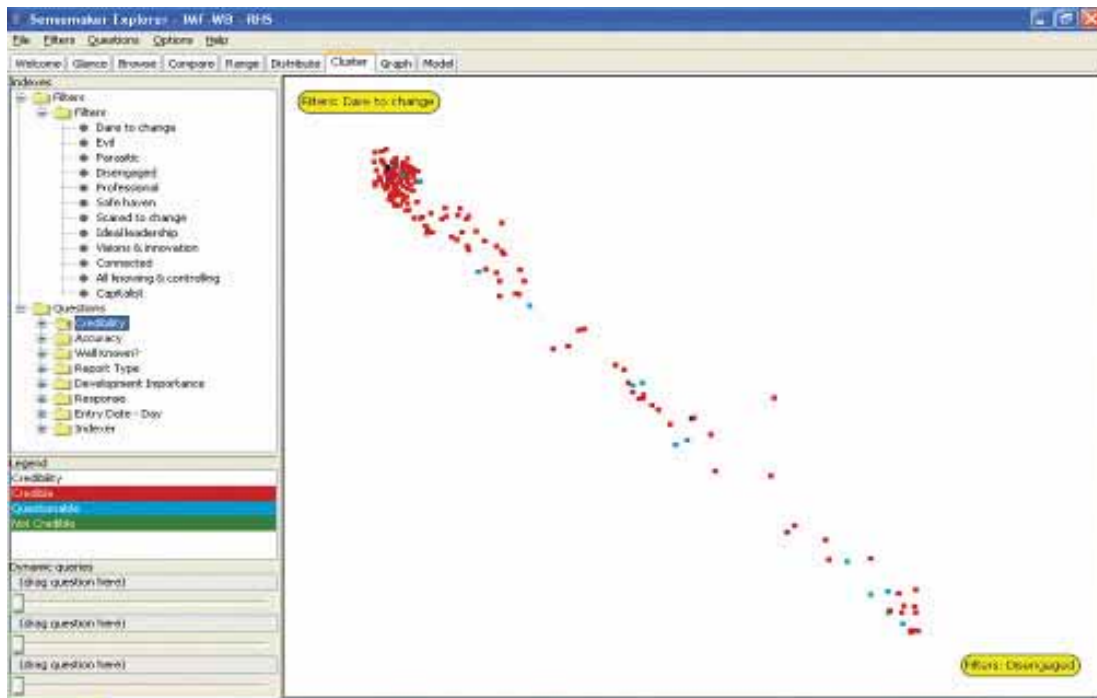 Sensemaker Explorer - IMF-WB - RHS
File Filters Questions Options Help
Welcome Glance Browse Compare Range Distribute Cluster Graph Model
Indexes
Filters
Filters
Dare to change
Evil
Parasitic
Disengaged
Professional
Safe haven
Scared to change
Ideal leadership
Visions & innovation
Connected
All knowing & controlling
Capitalist
Questions
Credibility
Accuracy
Well Known?
Report Type
Development Importance
Response
Entry Date - Day
Indexer
Legend
Credibility
Credible
Questionable
Not Credible
Dynamic queries
(drag question here)
(drag question here)
(drag question here)
Filters: Dare to change
Filters: Disengaged